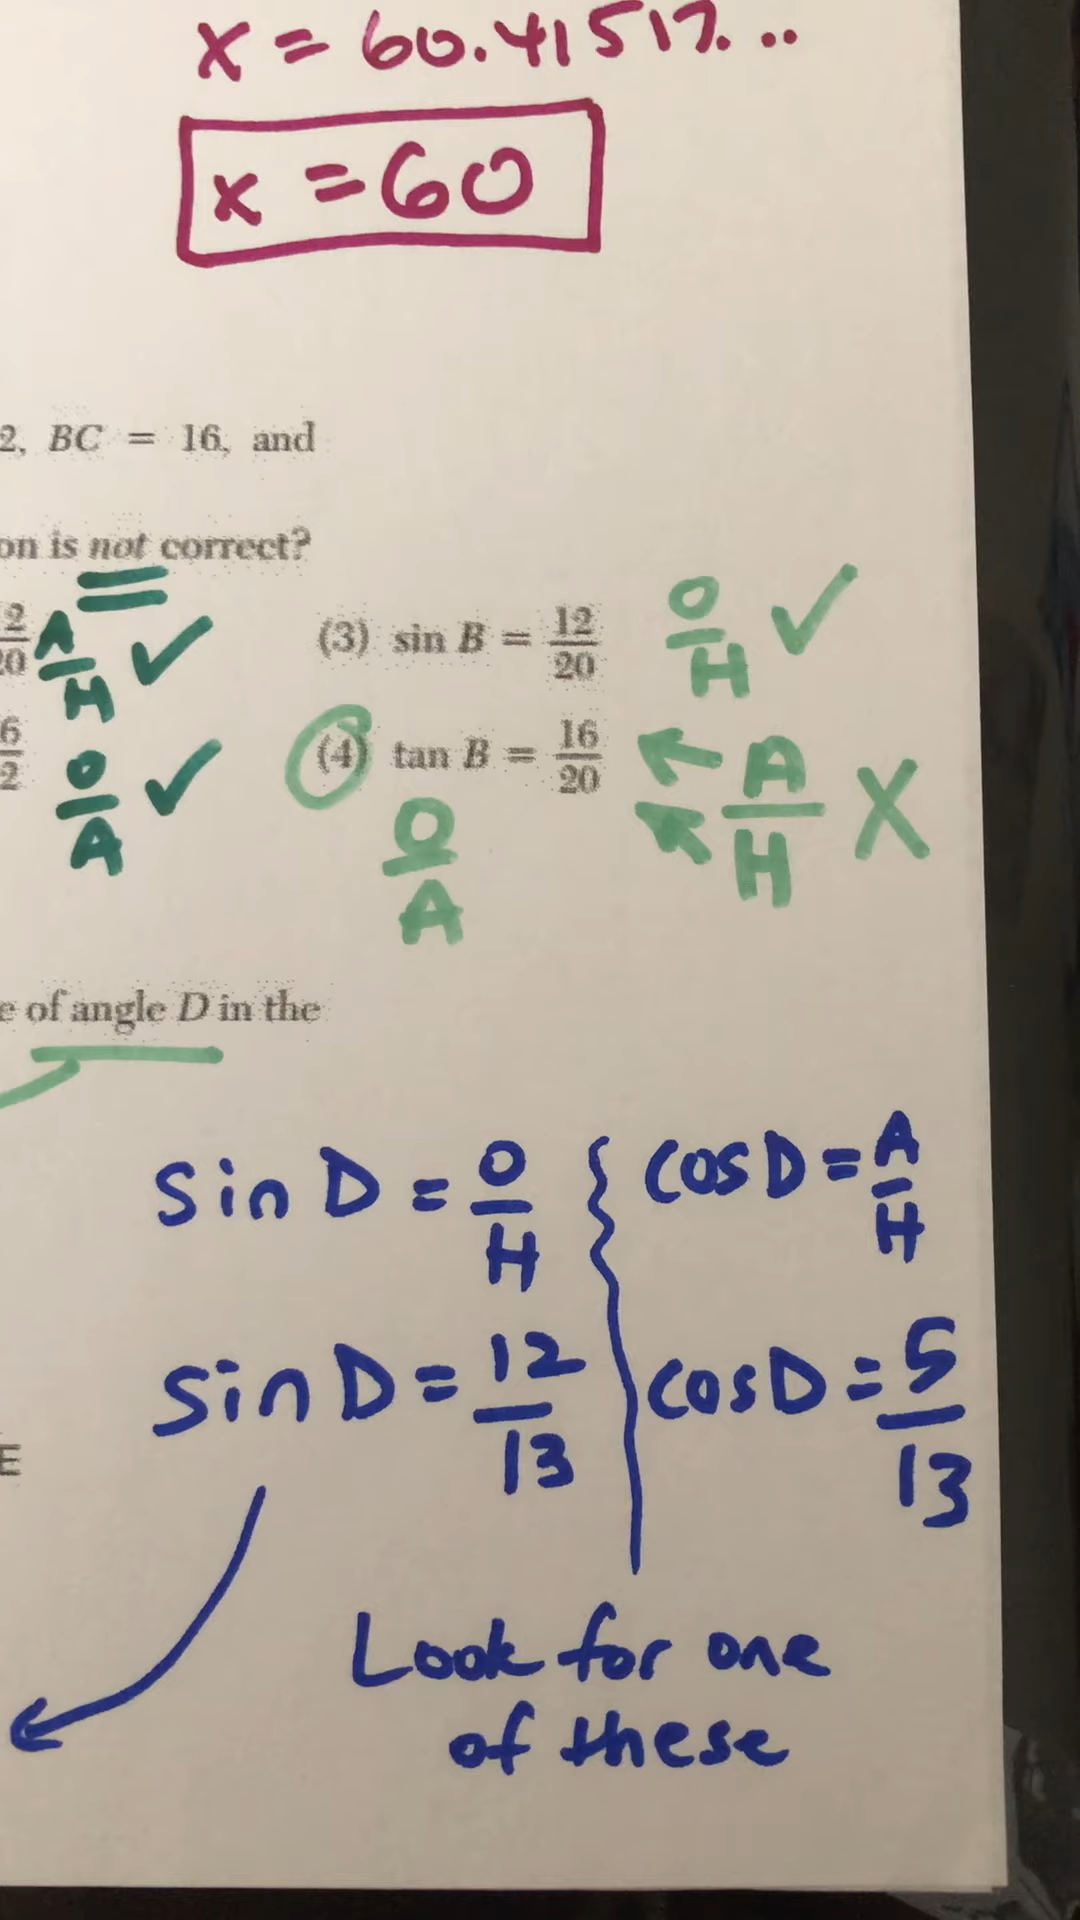 x = 60.41517...
x = 60
2, BC = 16, and
on is not correct?
2/20 A/H ✓ (3) sin B = 12/20 O/H ✓
6/2 O/A ✓ (4) tan B = 16/20 A/H X
O/A
e of angle D in the
sin D = O/H cos D = A/H
sin D = 12/13 cos D = 5/13
E
Look for one
of these